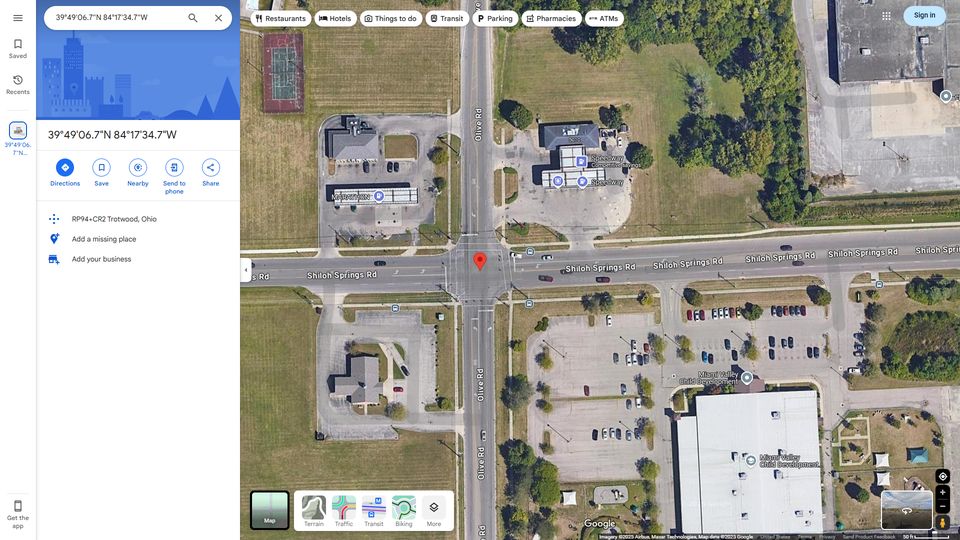 39°49'06.7"N 84°17'34.7"W
Restaurants
Hotels
Things to do
Transit
Parking
Pharmacies
ATMs
Sign in
Saved
Recents
39°49'06.
7"N...
39°49'06.7"N 84°17'34.7"W
Directions
Save
Nearby
Send to
phone
Share
RP94+CR2 Trotwood, Ohio
Add a missing place
Add your business
Get the
app
Olive Rd
Speedway
Speedway
MARATHON
s Rd
Shiloh Springs Rd
Shiloh Springs Rd
Shiloh Springs Rd
Shiloh Springs Rd
Shiloh Springs Rd
Shiloh Sprin
Olive Rd
Miami Valley
Child Development
Olive Rd
Miami Valley
Child Development
Rd
Map
Terrain
Traffic
Transit
Biking
More
Google
Imagery ©2023 Airbus, Maxar Technologies, Map data ©2023 Google
United States
Terms
Privacy
Send Product Feedback
50 ft